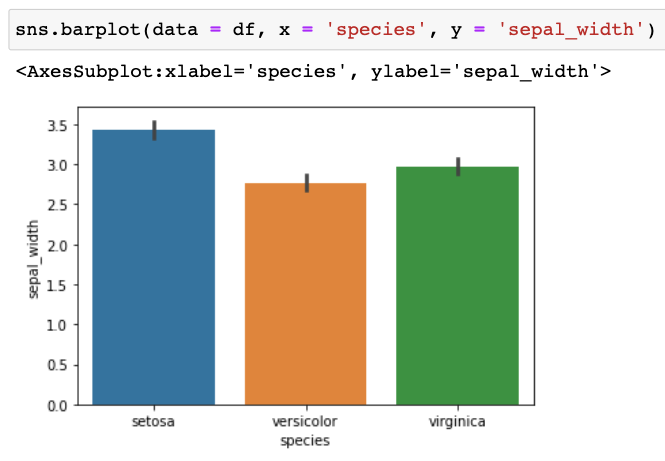 sns.barplot(data = df, x = 'species', y = 'sepal_width')
<AxesSubplot:xlabel='species', ylabel='sepal_width'>
3.5
3.0
2.5
2.0
1.5
1.0
0.5
0.0
sepal_width
setosa versicolor virginica
species